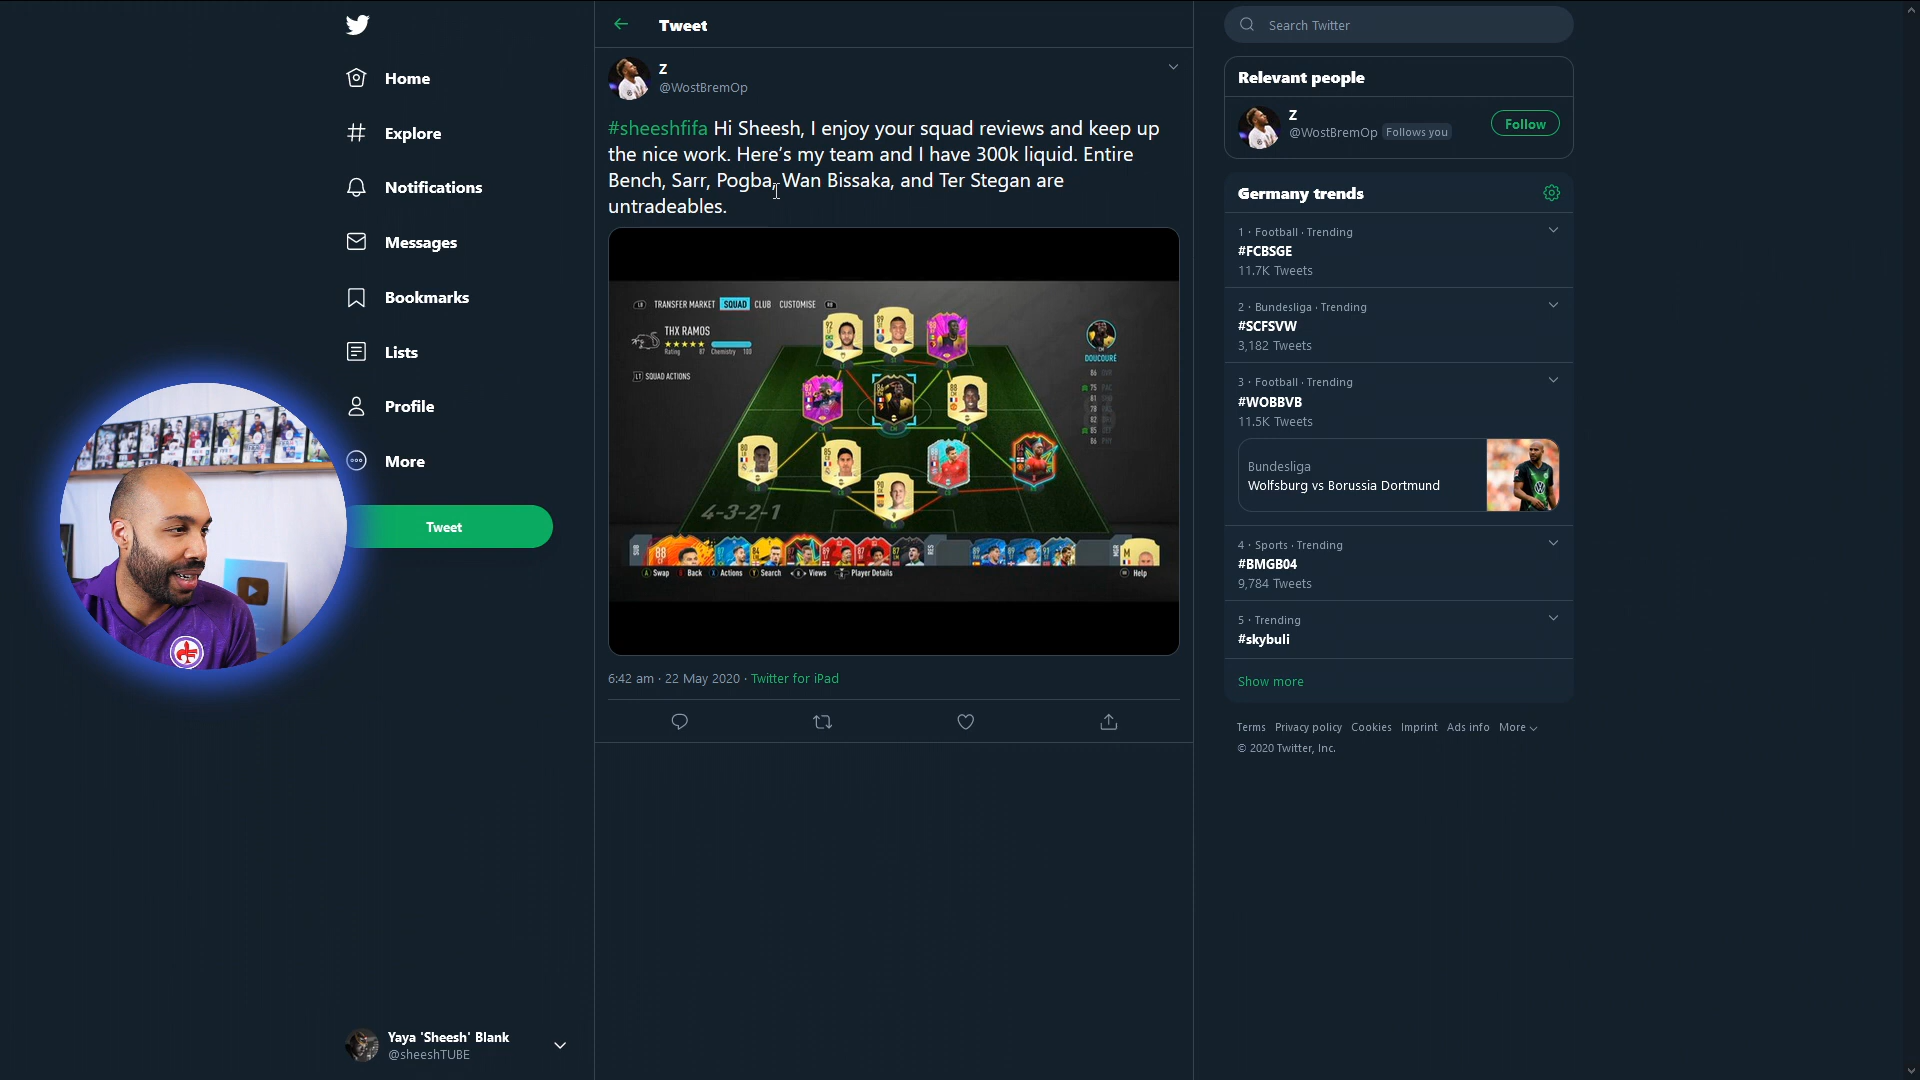 Home
Explore
Notifications
Messages
Bookmarks
Lists
Profile
More
Tweet
Yaya 'Sheesh' Blank
@sheeshTUBE
Tweet
Z
@WostBremOp
#sheeshfifa Hi Sheesh, I enjoy your squad reviews and keep up
the nice work. Here's my team and I have 300k liquid. Entire
Bench, Sarr, Pogba, Wan Bissaka, and Ter Stegan are
untradeables.
TRANSFER MARKET SQUAD CLUB CUSTOMISE
THX RAMOS
Rating 87 Chemistry 100
SQUAD ACTIONS
DOUCOURÉ
4-3-2-1
Swap Back Actions Search Views Player Details Help
6:42 am · 22 May 2020 · Twitter for iPad
Search Twitter
Relevant people
Z
@WostBremOp Follows you
Follow
Germany trends
1 · Football · Trending
#FCBSGE
11.7K Tweets
2 · Bundesliga · Trending
#SCFSVW
3,182 Tweets
3 · Football · Trending
#WOBBVB
11.5K Tweets
Bundesliga
Wolfsburg vs Borussia Dortmund
4 · Sports · Trending
#BMGB04
9,784 Tweets
5 · Trending
#skybuli
Show more
Terms Privacy policy Cookies Imprint Ads info More
© 2020 Twitter, Inc.